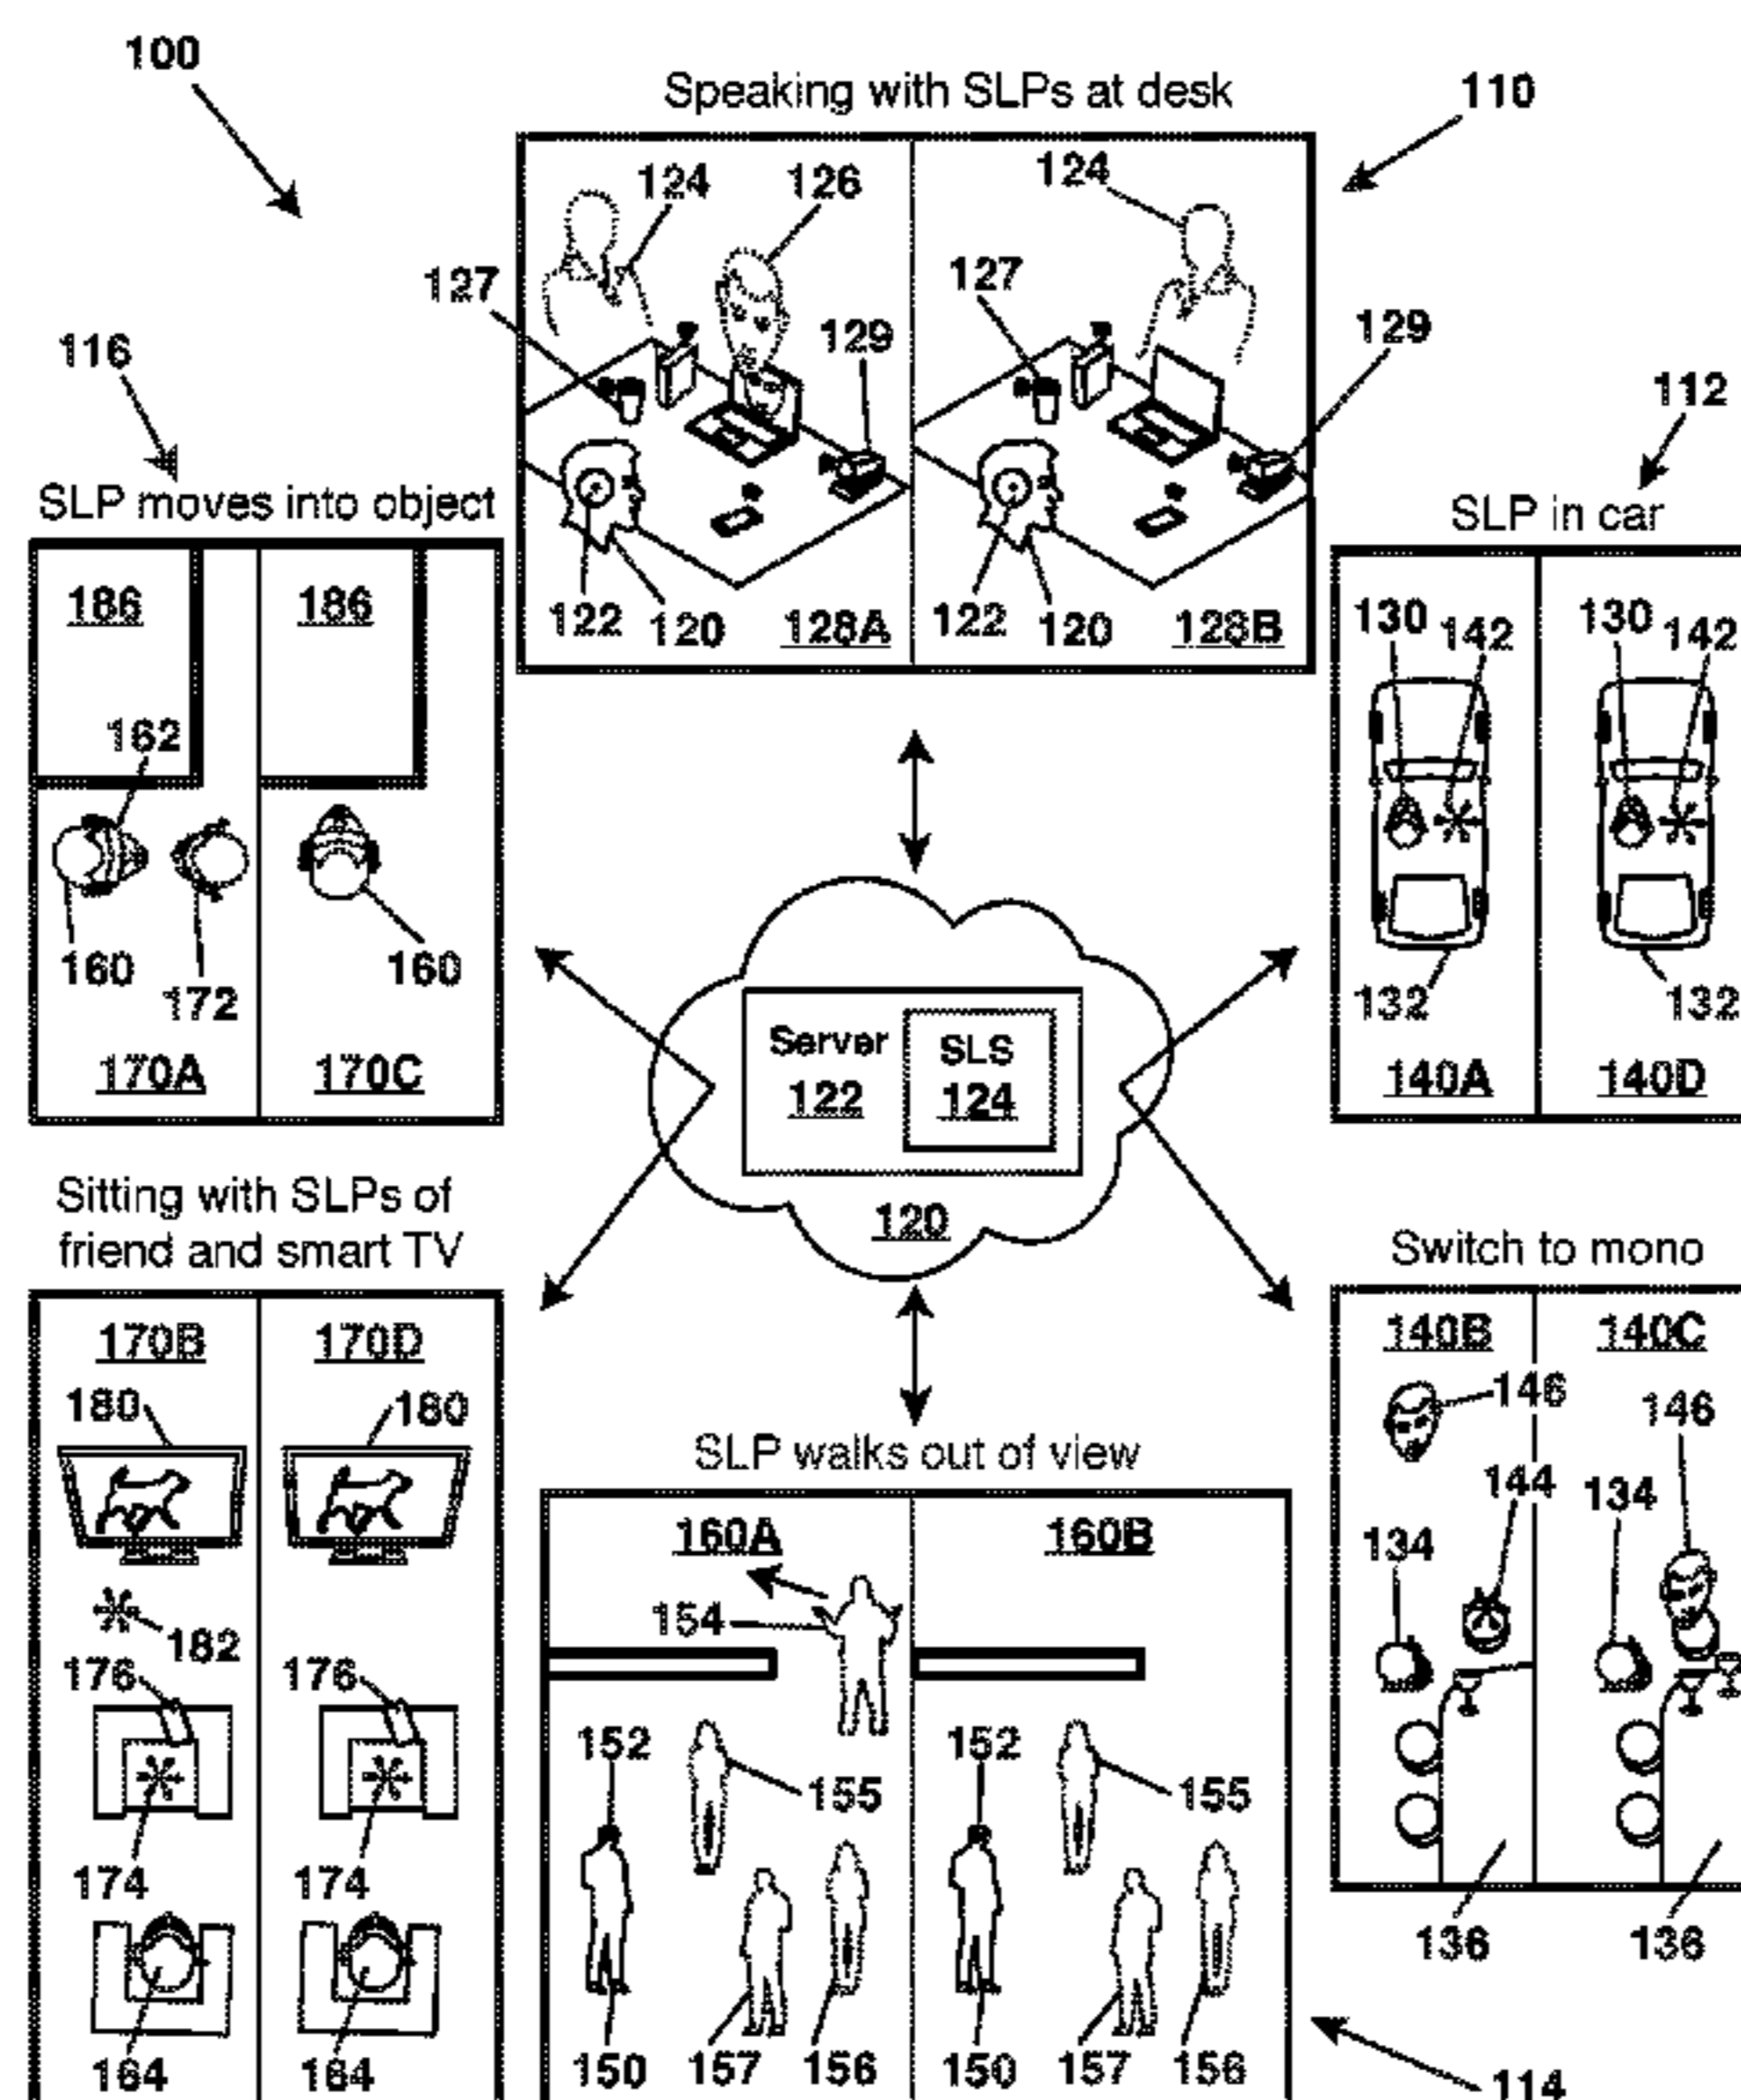 100
Speaking with SLPs at desk
110
124
126
124
127
127
129
129
116
112
SLP moves into object
SLP in car
186
186
122
120
128A
122
120
128B
130
142
130
142
162
160
172
160
132
132
170A
170C
140A
140D
Server
122
SLS
124
120
Sitting with SLPs of
friend and smart TV
Switch to mono
170B
170D
140B
140C
180
180
146
146
SLP walks out of view
144
134
134
160A
160B
154
182
176
176
152
152
155
155
174
174
136
136
164
164
150
157
156
150
157
156
114